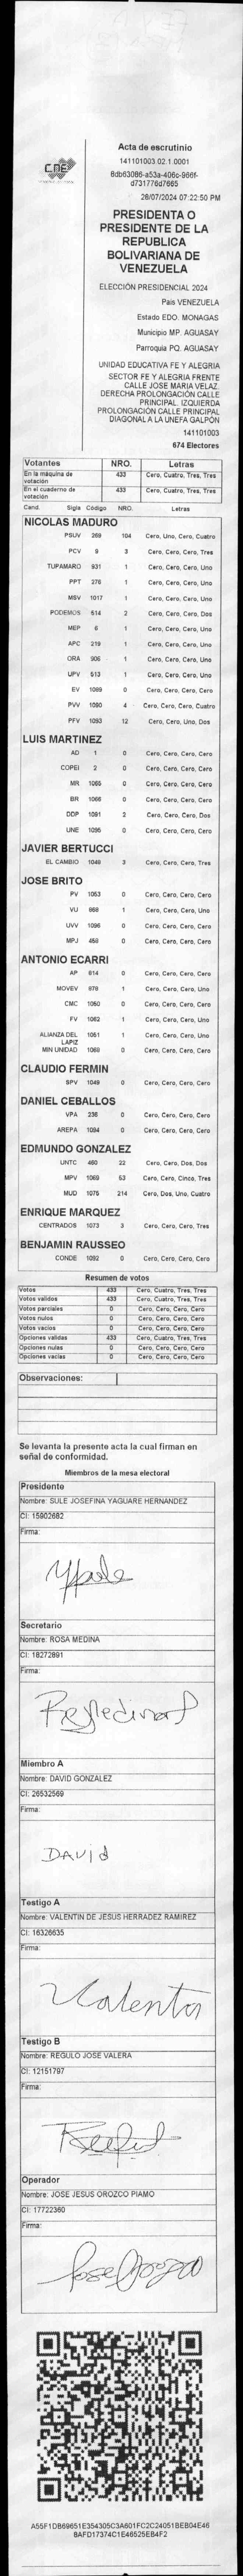 CNE
Acta de escrutinio
141101003.02.1.0001
8db63086-a53a-406c-966f-
d731776d7665
28/07/2024 07:22:50 PM
PRESIDENTA O
PRESIDENTE DE LA
REPUBLICA
BOLIVARIANA DE
VENEZUELA
ELECCIÓN PRESIDENCIAL 2024
Pais VENEZUELA
Estado EDO. MONAGAS
Municipio MP. AGUASAY
Parroquia PQ. AGUASAY
UNIDAD EDUCATIVA FE Y ALEGRIA
SECTOR FE Y ALEGRIA FRENTE
CALLE JOSE MARIA VELAZ.
DERECHA PROLONGACIÓN CALLE
PRINCIPAL. IZQUIERDA
PROLONGACIÓN CALLE PRINCIPAL
DIAGONAL A LA UNEFA GALPÓN
141101003
674 Electores
Votantes NRO. Letras
En la máquina de votación 433 Cero, Cuatro, Tres, Tres
En el cuaderno de votación 433 Cero, Cuatro, Tres, Tres
Cand. Sigla Código NRO. Letras
NICOLAS MADURO
PSUV 269 104 Cero, Uno, Cero, Cuatro
PCV 9 3 Cero, Cero, Cero, Tres
TUPAMARO 931 1 Cero, Cero, Cero, Uno
PPT 276 1 Cero, Cero, Cero, Uno
MSV 1017 1 Cero, Cero, Cero, Uno
PODEMOS 514 2 Cero, Cero, Cero, Dos
MEP 6 1 Cero, Cero, Cero, Uno
APC 219 1 Cero, Cero, Cero, Uno
ORA 906 1 Cero, Cero, Cero, Uno
UPV 513 1 Cero, Cero, Cero, Uno
EV 1089 0 Cero, Cero, Cero, Cero
PVV 1090 4 Cero, Cero, Cero, Cuatro
PFV 1093 12 Cero, Cero, Uno, Dos
LUIS MARTINEZ
AD 1 0 Cero, Cero, Cero, Cero
COPEI 2 0 Cero, Cero, Cero, Cero
MR 1065 0 Cero, Cero, Cero, Cero
BR 1066 0 Cero, Cero, Cero, Cero
DDP 1091 2 Cero, Cero, Cero, Dos
UNE 1095 0 Cero, Cero, Cero, Cero
JAVIER BERTUCCI
EL CAMBIO 1048 3 Cero, Cero, Cero, Tres
JOSE BRITO
PV 1053 0 Cero, Cero, Cero, Cero
VU 868 1 Cero, Cero, Cero, Uno
UVV 1096 0 Cero, Cero, Cero, Cero
MPJ 458 0 Cero, Cero, Cero, Cero
ANTONIO ECARRI
AP 814 0 Cero, Cero, Cero, Cero
MOVEV 978 1 Cero, Cero, Cero, Uno
CMC 1050 0 Cero, Cero, Cero, Cero
FV 1062 1 Cero, Cero, Cero, Uno
ALIANZA DEL LAPIZ 1051 1 Cero, Cero, Cero, Uno
MIN UNIDAD 1069 0 Cero, Cero, Cero, Cero
CLAUDIO FERMIN
SPV 1049 0 Cero, Cero, Cero, Cero
DANIEL CEBALLOS
VPA 236 0 Cero, Cero, Cero, Cero
AREPA 1094 0 Cero, Cero, Cero, Cero
EDMUNDO GONZALEZ
UNTC 460 22 Cero, Cero, Dos, Dos
MPV 1069 53 Cero, Cero, Cinco, Tres
MUD 1075 214 Cero, Dos, Uno, Cuatro
ENRIQUE MARQUEZ
CENTRADOS 1073 3 Cero, Cero, Cero, Tres
BENJAMIN RAUSSEO
CONDE 1092 0 Cero, Cero, Cero, Cero
Resumen de votos
Votos 433 Cero, Cuatro, Tres, Tres
Votos validos 433 Cero, Cuatro, Tres, Tres
Votos parciales 0 Cero, Cero, Cero, Cero
Votos nulos 0 Cero, Cero, Cero, Cero
Votos vacios 0 Cero, Cero, Cero, Cero
Opciones validas 433 Cero, Cuatro, Tres, Tres
Opciones nulas 0 Cero, Cero, Cero, Cero
Opciones vacias 0 Cero, Cero, Cero, Cero
Observaciones:
Se levanta la presente acta la cual firman en
señal de conformidad.
Miembros de la mesa electoral
Presidente
Nombre: SULE JOSEFINA YAGUARE HERNANDEZ
CI: 15902682
Firma:
Secretario
Nombre: ROSA MEDINA
CI: 18272891
Firma:
Miembro A
Nombre: DAVID GONZALEZ
CI: 26532569
Firma:
DAVID
Testigo A
Nombre: VALENTIN DE JESUS HERRADEZ RAMIREZ
CI: 16326635
Firma:
Testigo B
Nombre: REGULO JOSE VALERA
CI: 12151797
Firma:
Operador
Nombre: JOSE JESUS OROZCO PIAMO
CI: 17722360
Firma:
Jose Orozco
A55F1DB69651E354305C3A601FC2C24051BEB04E46
8AFD17374C1E46525EB4F2